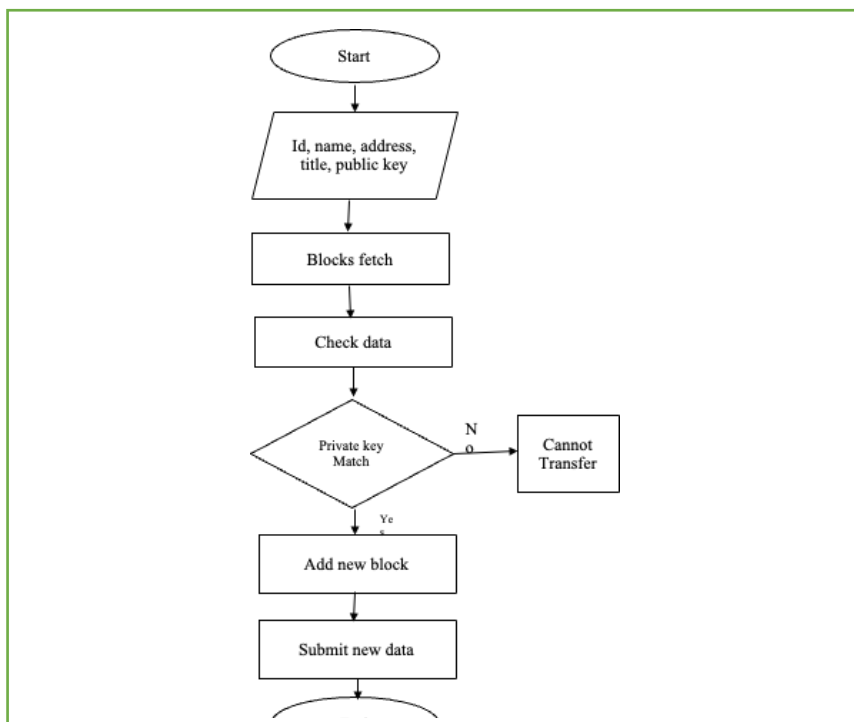 Start
Id, name, address,
title, public key
Blocks fetch
Check data
Private key
Match
N
o
Cannot
Transfer
Ye
s
Add new block
Submit new data